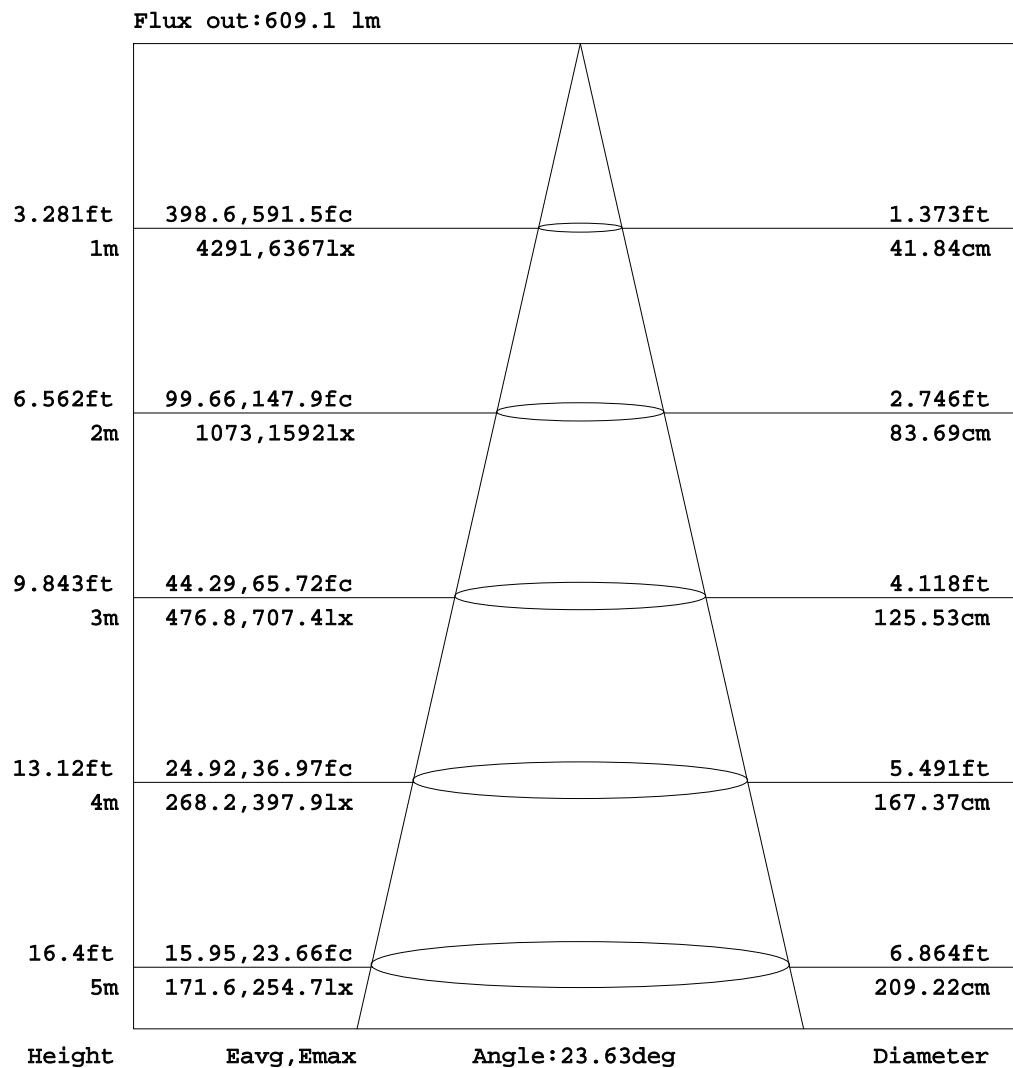 Flux out:609.1 lm
3.281ft 398.6,591.5fc 1.373ft
1m 4291,6367lx 41.84cm
6.562ft 99.66,147.9fc 2.746ft
2m 1073,1592lx 83.69cm
9.843ft 44.29,65.72fc 4.118ft
3m 476.8,707.4lx 125.53cm
13.12ft 24.92,36.97fc 5.491ft
4m 268.2,397.9lx 167.37cm
16.4ft 15.95,23.66fc 6.864ft
5m 171.6,254.7lx 209.22cm
Height Eavg,Emax Angle:23.63deg Diameter